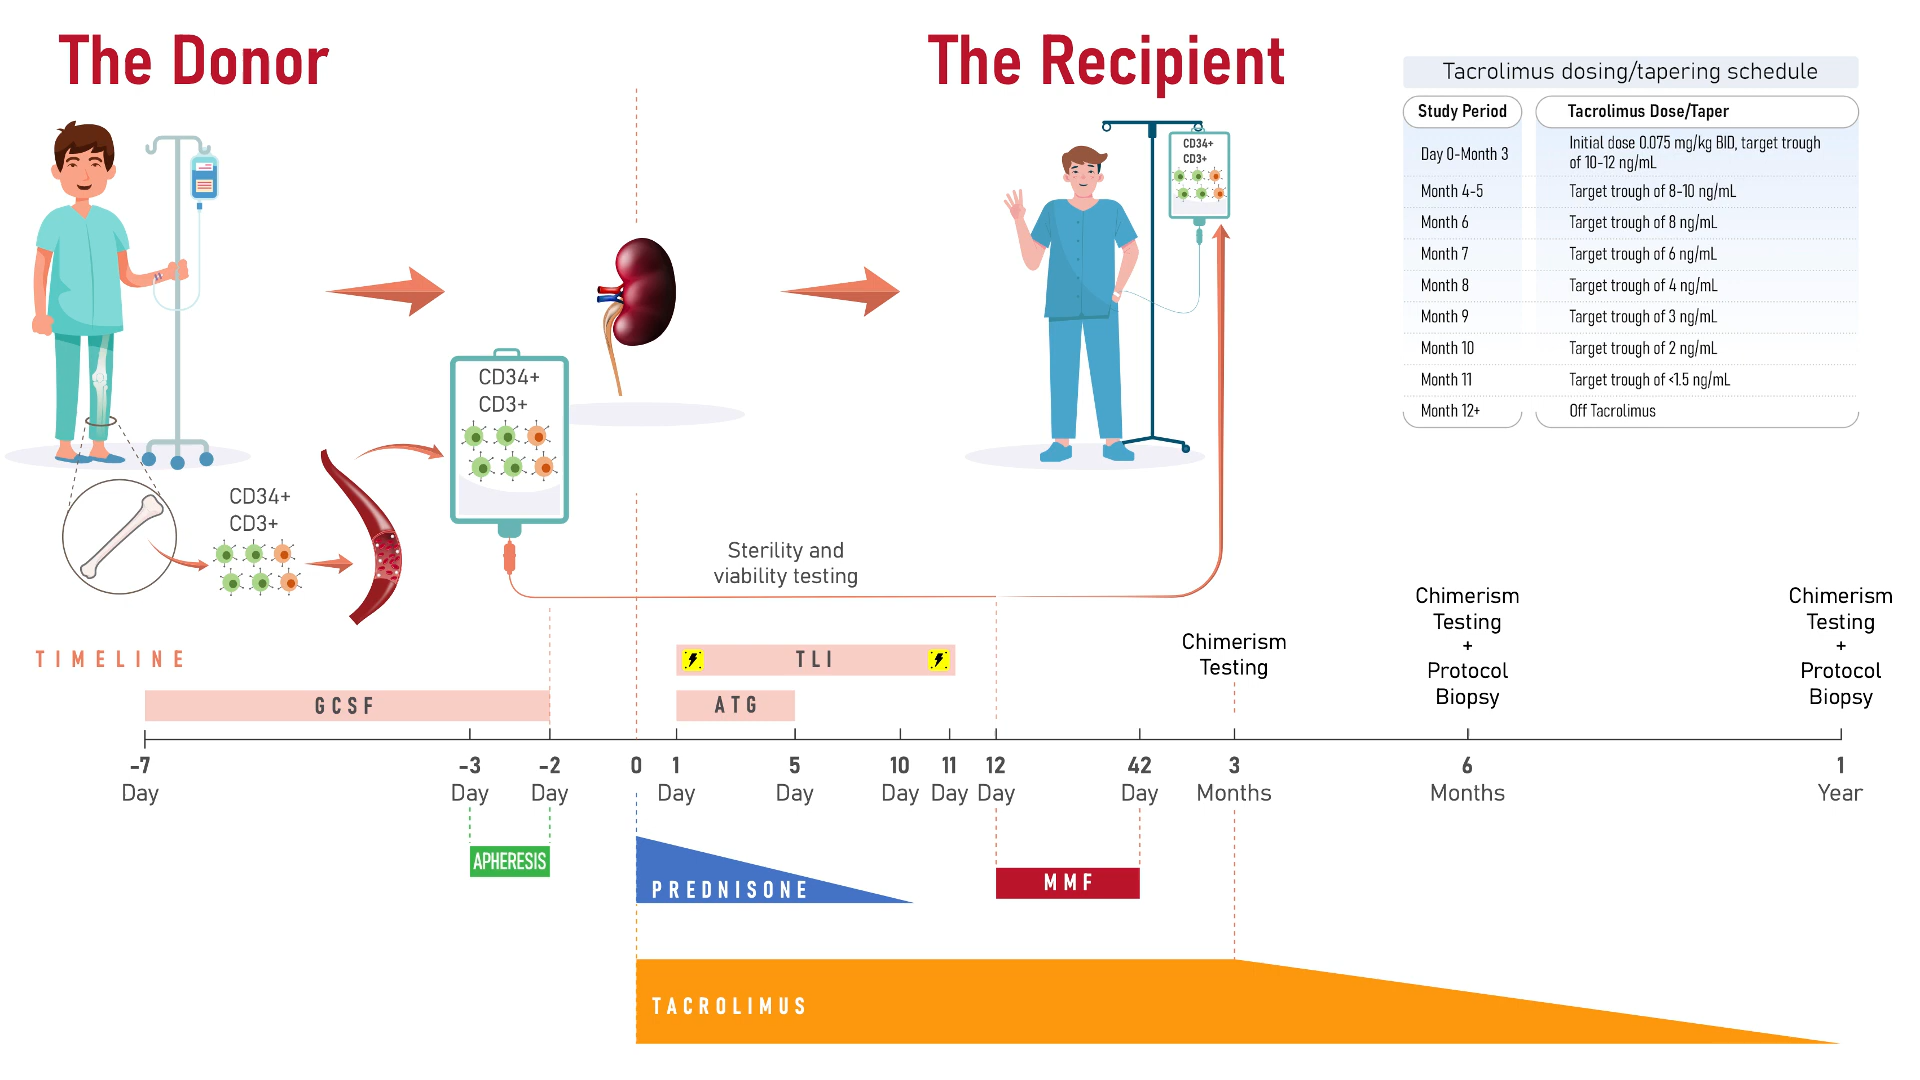 The Donor
The Recipient
Tacrolimus dosing/tapering schedule
Study Period
Tacrolimus Dose/Taper
Day 0-Month 3
Initial dose 0.075 mg/kg BID, target trough
of 10-12 ng/mL
Month 4-5
Target trough of 8-10 ng/mL
Month 6
Target trough of 8 ng/mL
Month 7
Target trough of 6 ng/mL
Month 8
Target trough of 4 ng/mL
Month 9
Target trough of 3 ng/mL
Month 10
Target trough of 2 ng/mL
Month 11
Target trough of <1.5 ng/mL
Month 12+
Off Tacrolimus
CD34+
CD3+
CD34+
CD3+
CD34+
CD3+
Sterility and
viability testing
TIMELINE
GCSF
TLI
ATG
Chimerism
Testing
Chimerism
Testing
+
Protocol
Biopsy
Chimerism
Testing
+
Protocol
Biopsy
-7
Day
-3
Day
-2
Day
0
1
Day
5
Day
10
Day
11
Day
12
Day
42
Day
3
Months
6
Months
1
Year
APHERESIS
PREDNISONE
MMF
TACROLIMUS